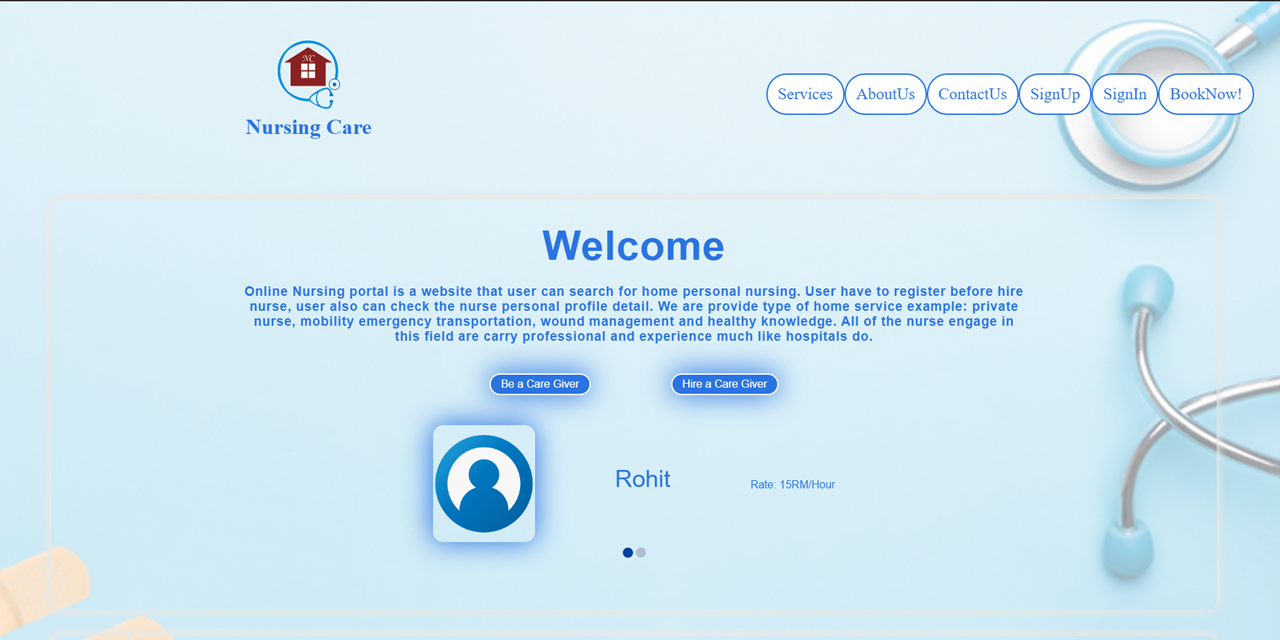 NC
Nursing Care
Services AboutUs ContactUs SignUp SignIn BookNow!
Welcome
Online Nursing portal is a website that user can search for home personal nursing. User have to register before hire
nurse, user also can check the nurse personal profile detail. We are provide type of home service example: private
nurse, mobility emergency transportation, wound management and healthy knowledge. All of the nurse engage in
this field are carry professional and experience much like hospitals do.
Be a Care Giver Hire a Care Giver
Rohit Rate: 15RM/Hour